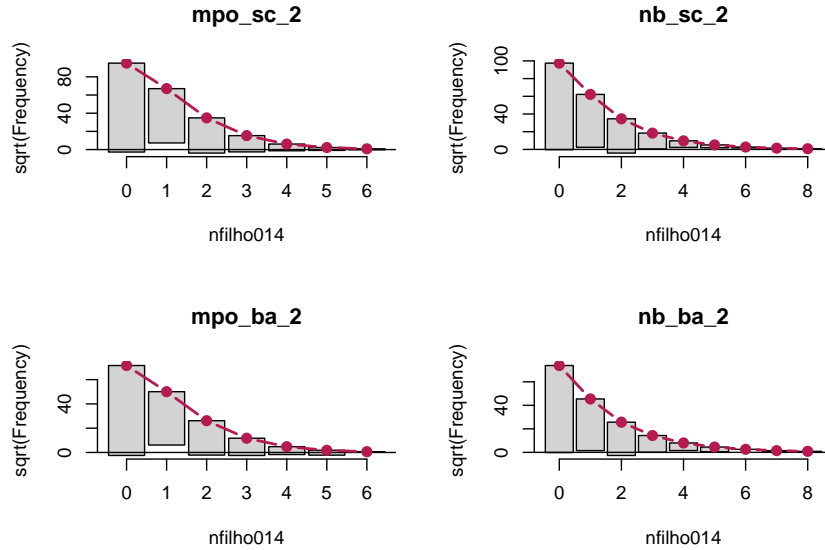 mpo_sc_2
sqrt(Frequency)
0 40 80
0 1 2 3 4 5 6
nfilho014
nb_sc_2
sqrt(Frequency)
0 40 100
0 2 4 6 8
nfilho014
mpo_ba_2
sqrt(Frequency)
0 40
0 1 2 3 4 5 6
nfilho014
nb_ba_2
sqrt(Frequency)
0 40
0 2 4 6 8
nfilho014